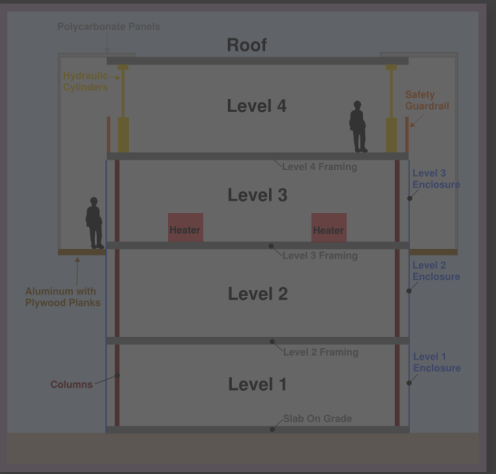 Polycarbonate Panels
Roof
Hydraulic
Cylinders
Level 4
Safety
Guardrail
Level 4 Framing
Level 3
Level 3
Enclosure
Heater
Heater
Level 3 Framing
Level 2
Enclosure
Aluminum with
Plywood Planks
Level 2
Level 2 Framing
Level 1
Enclosure
Columns
Level 1
Slab On Grade